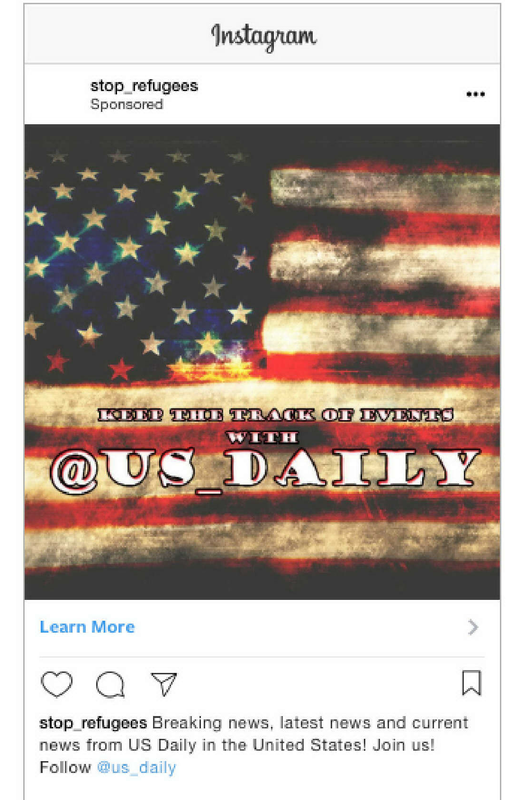 Instagram
stop_refugees
Sponsored
KEEP THE TRACK OF EVENTS
WITH
@US_DAILY
Learn More
stop_refugees Breaking news, latest news and current
news from US Daily in the United States! Join us!
Follow @us_daily